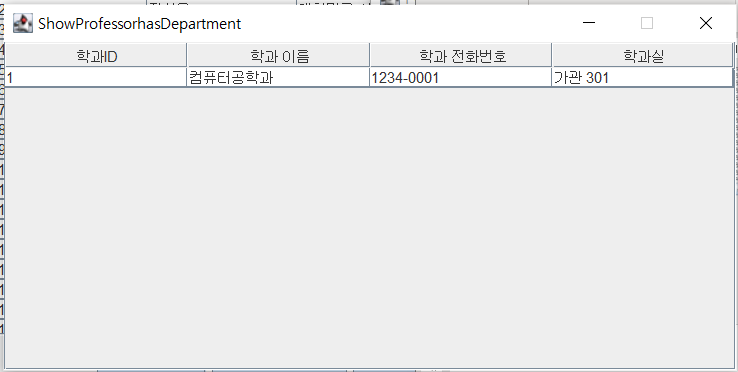 ShowProfessorhasDepartment
학과ID 학과 이름 학과 전화번호 학과실
1 컴퓨터공학과 1234-0001 가관 301